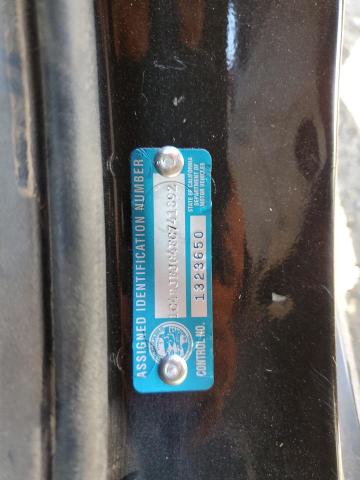 ASSIGNED IDENTIFICATION NUMBER
STATE OF CALIFORNIA
DEPARTMENT OF
MOTOR VEHICLES
CONTROL NO.
1323650